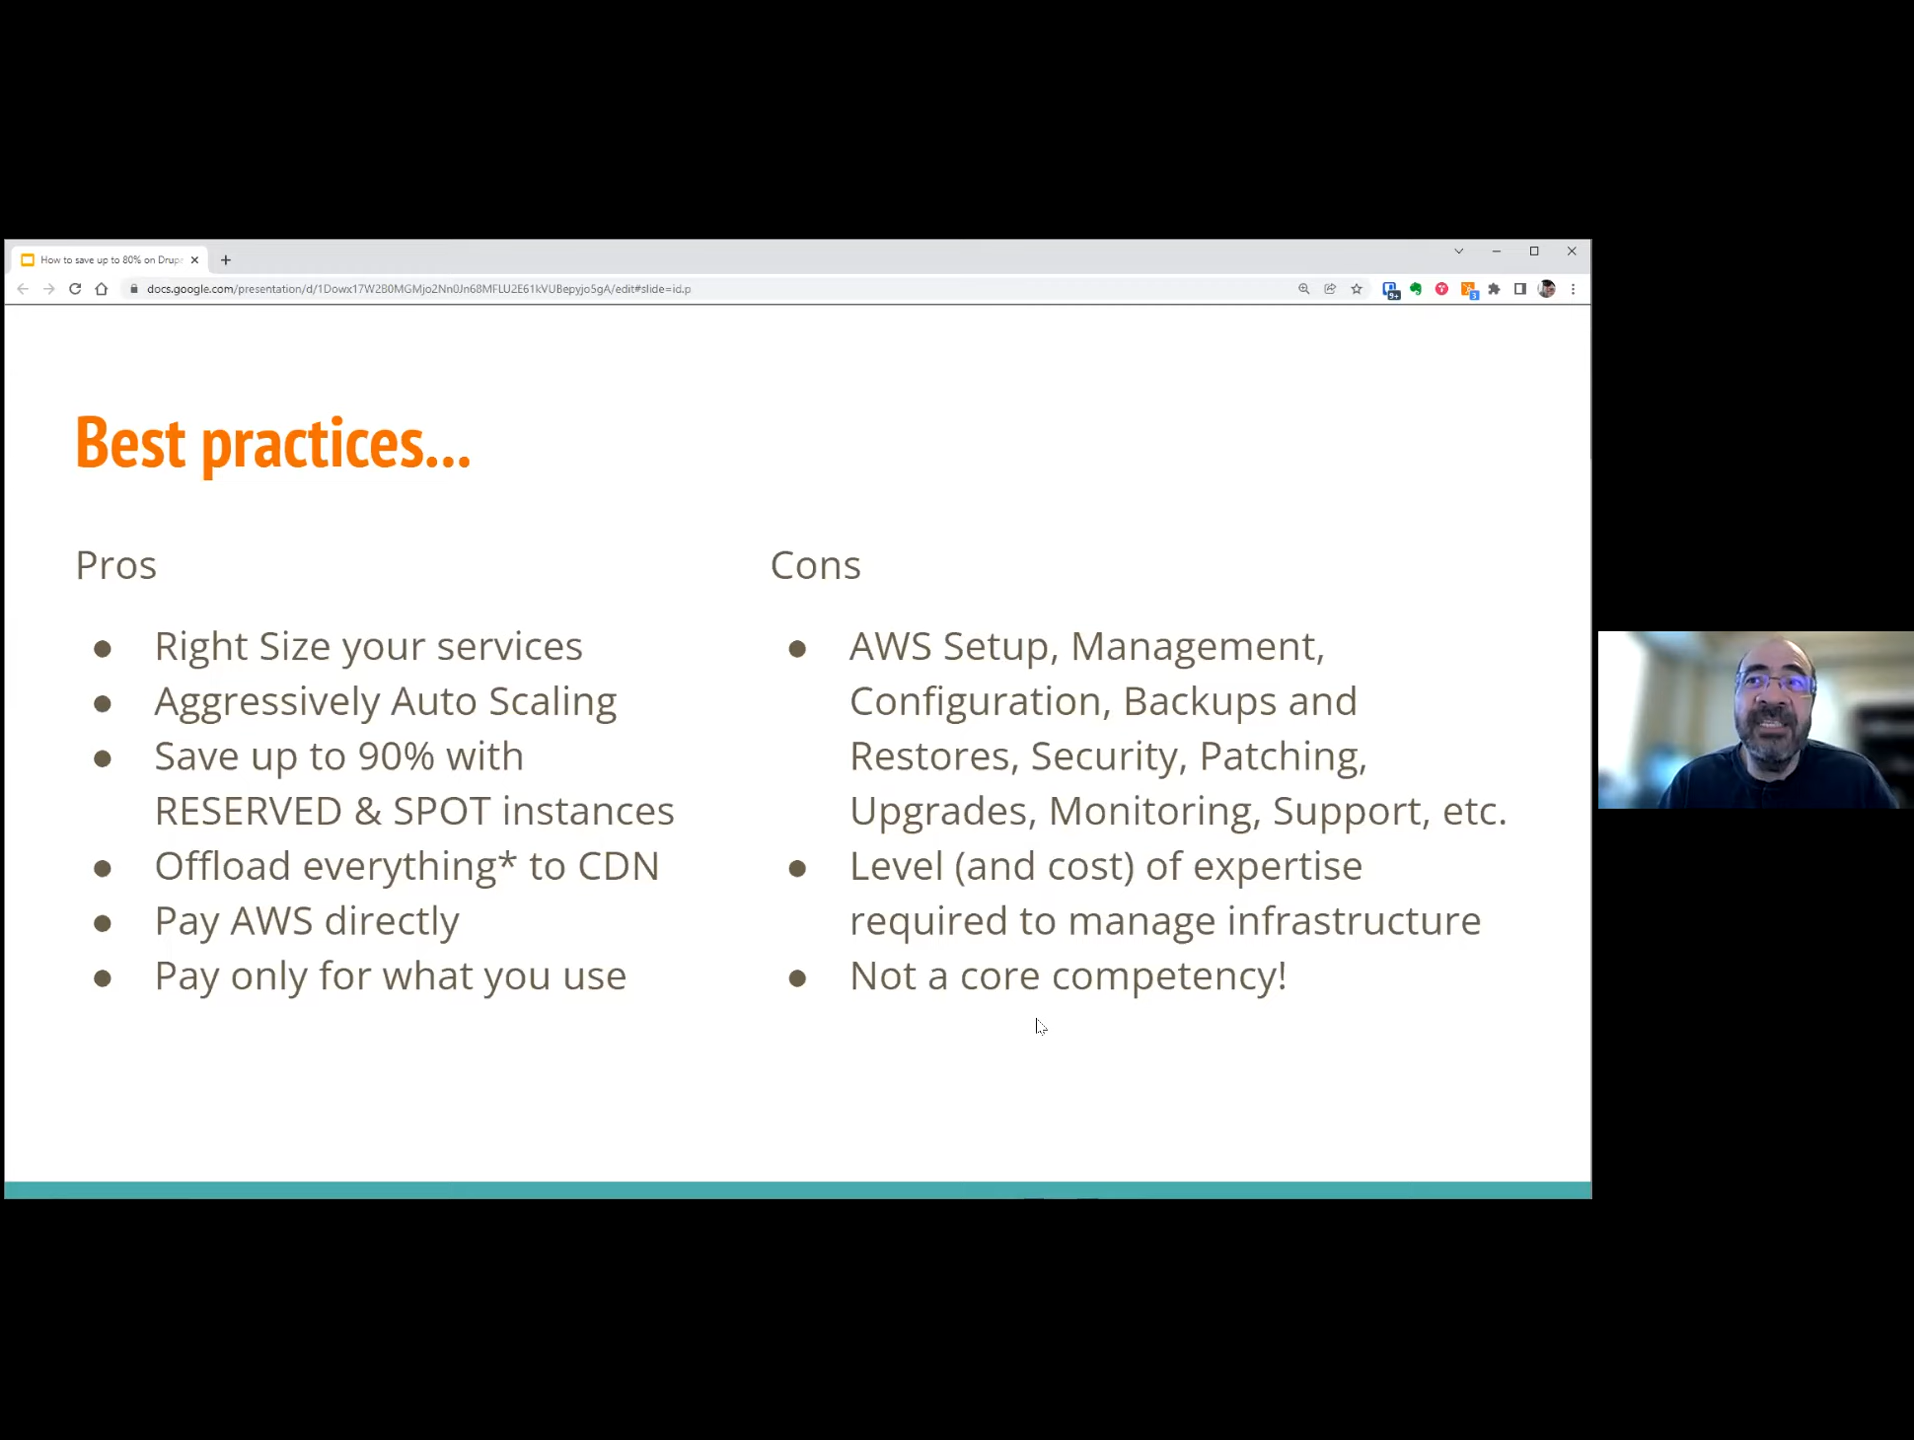 How to save up to 80% on Drup
docs.google.com/presentation/d/1Dowx17W2B0MGMjo2Nn0Jn68MFLU2E61kVUBepyjo5gA/edit#slide=id.p
9+
3
Best practices...
Pros
● Right Size your services
● Aggressively Auto Scaling
● Save up to 90% with
RESERVED & SPOT instances
● Offload everything* to CDN
● Pay AWS directly
● Pay only for what you use
Cons
● AWS Setup, Management,
Configuration, Backups and
Restores, Security, Patching,
Upgrades, Monitoring, Support, etc.
● Level (and cost) of expertise
required to manage infrastructure
● Not a core competency!